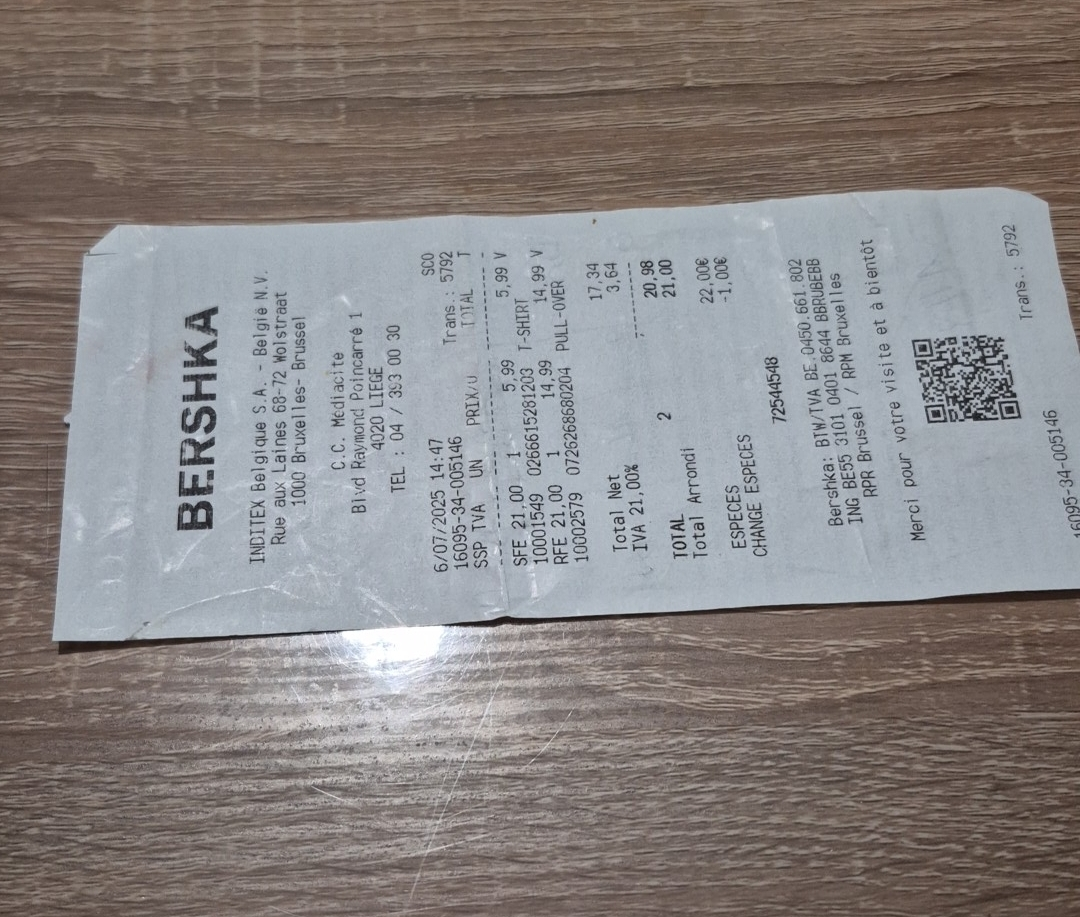 BERSHKA
INDITEX Belgique S.A. - België N.V.
Rue aux Laines 68-72 Wolstraat
1000 Bruxelles- Brussel
C.C. Mediacite
Blvd Raymond Poincarré 1
4020 LIEGE
TEL : 04 / 393 00 30
SCO
6/07/2025 14:47 Trans.: 5792
16095-34-005146
SSP TVA UN PRIX/U TOTAL T
SFE 21,00 1 5,99 5,99 V
10001549 02666152812​03 T-SHIRT
RFE 21,00 1 14,99 14,99 V
10002579 07262686802​04 PULL-OVER
Total Net 17,34
IVA 21,00% 3,64
TOTAL 2 20,98
Total Arrondi 21,00
ESPECES 22,00€
CHANGE ESPECES -1,00€
72544548
Bershka: BTW/TVA BE 0450.661.802
ING BE55 3101 0401 8644 BBRUBEBB
RPR Brussel / RPM Bruxelles
Merci pour votre visite et à bientôt
Trans.: 5792
16095-34-005146